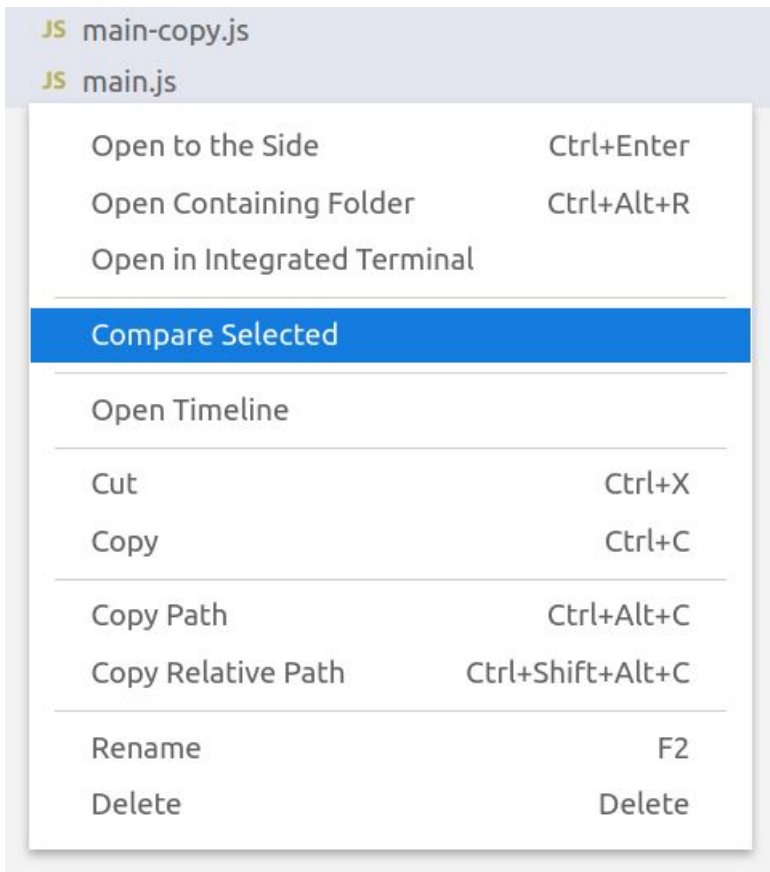 JS main-copy.js
JS main.js
Open to the Side Ctrl+Enter
Open Containing Folder Ctrl+Alt+R
Open in Integrated Terminal
Compare Selected
Open Timeline
Cut Ctrl+X
Copy Ctrl+C
Copy Path Ctrl+Alt+C
Copy Relative Path Ctrl+Shift+Alt+C
Rename F2
Delete Delete